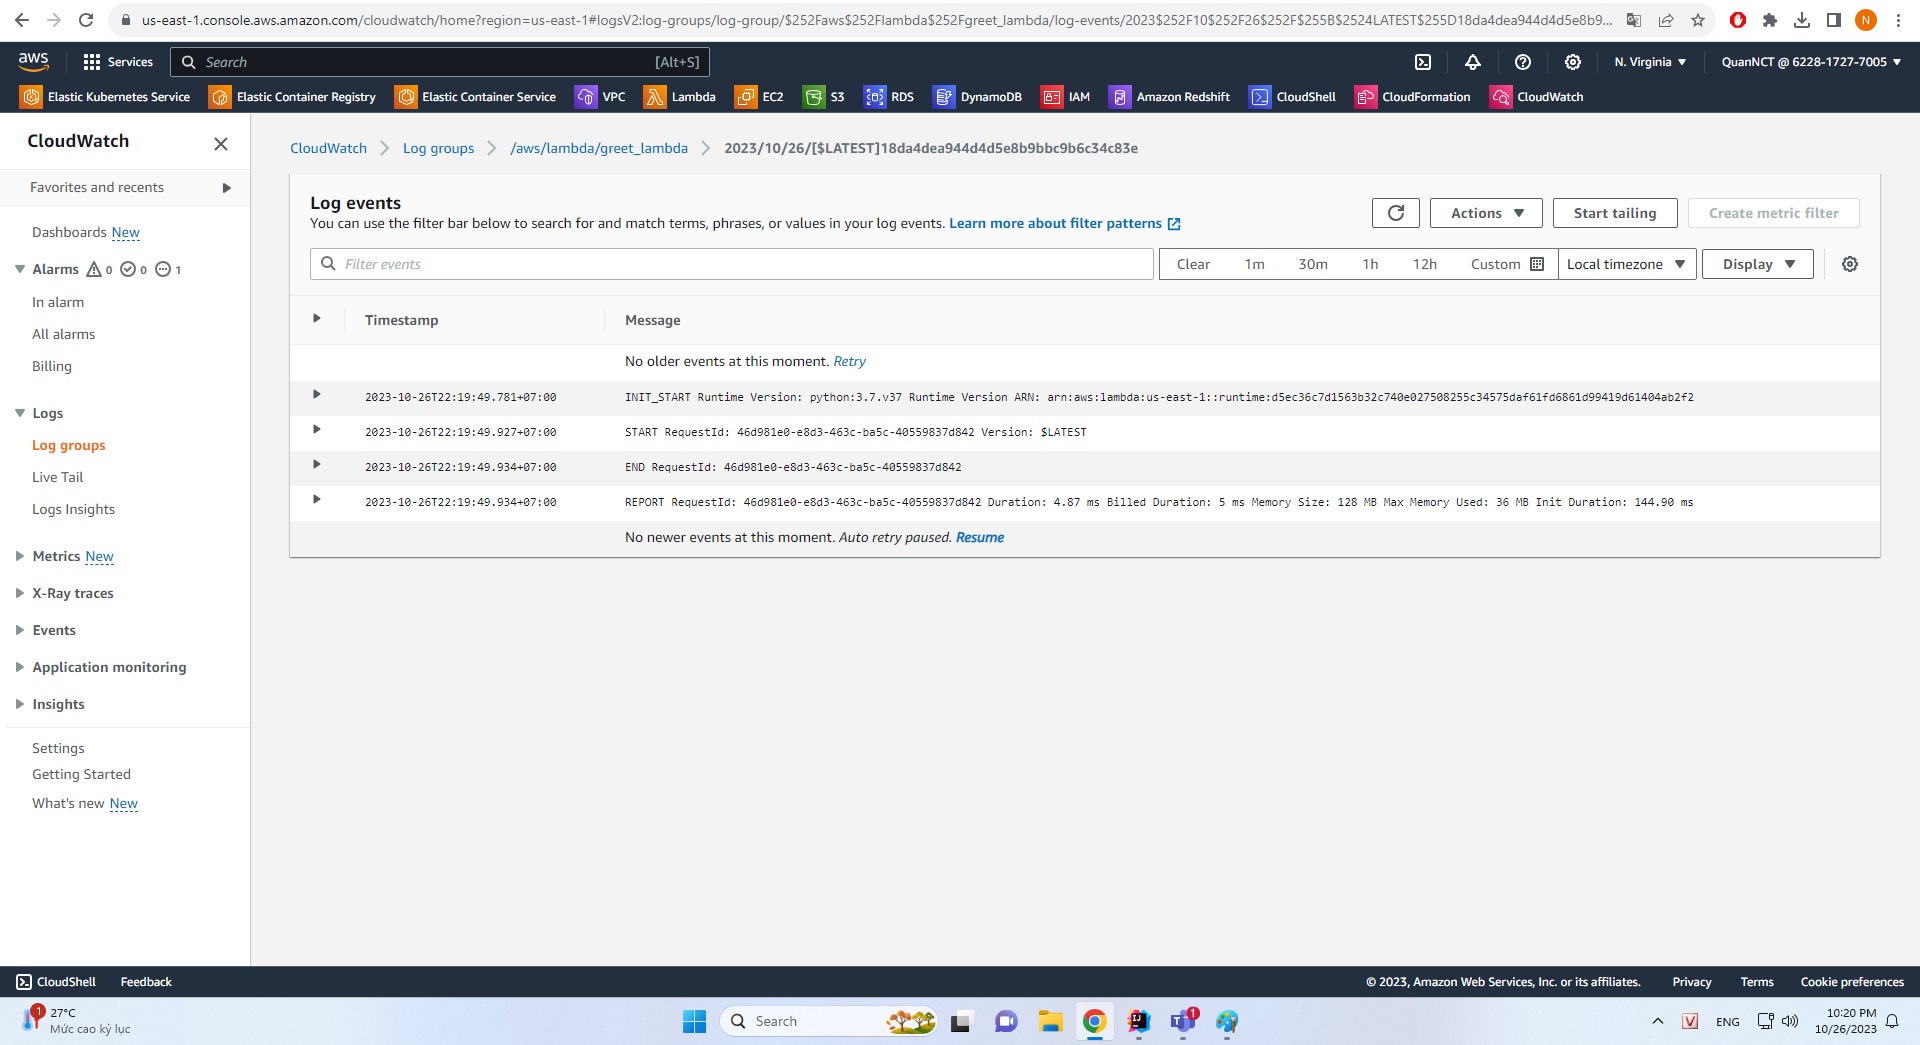 us-east-1.console.aws.amazon.com/cloudwatch/home?region=us-east-1#logsV2:log-groups/log-group/$252Faws$252Flambda$252Fgreet_lambda/log-events/2023$252F10$252F26$252F$255B$2524LATEST$255D18da4dea944d4d5e8b9...
N
aws Services Search [Alt+S] N. Virginia QuanNCT @ 6228-1727-7005
Elastic Kubernetes Service Elastic Container Registry Elastic Container Service VPC Lambda EC2 S3 RDS DynamoDB IAM Amazon Redshift CloudShell CloudFormation CloudWatch
CloudWatch
Favorites and recents
Dashboards New
Alarms 0 0 1
In alarm
All alarms
Billing
Logs
Log groups
Live Tail
Logs Insights
Metrics New
X-Ray traces
Events
Application monitoring
Insights
Settings
Getting Started
What's new New
CloudWatch Log groups /aws/lambda/greet_lambda 2023/10/26/[$LATEST]18da4dea944d4d5e8b9bbc9b6c34c83e
Log events
You can use the filter bar below to search for and match terms, phrases, or values in your log events. Learn more about filter patterns
Actions Start tailing Create metric filter
Filter events Clear 1m 30m 1h 12h Custom Local timezone Display
Timestamp Message
No older events at this moment. Retry
2023-10-26T22:19:49.781+07:00 INIT_START Runtime Version: python:3.7.v37 Runtime Version ARN: arn:aws:lambda:us-east-1::runtime:d5ec36c7d1563b32c740e027508255c34575daf61fd6861d99419d61404ab2f2
2023-10-26T22:19:49.927+07:00 START RequestId: 46d981e0-e8d3-463c-ba5c-40559837d842 Version: $LATEST
2023-10-26T22:19:49.934+07:00 END RequestId: 46d981e0-e8d3-463c-ba5c-40559837d842
2023-10-26T22:19:49.934+07:00 REPORT RequestId: 46d981e0-e8d3-463c-ba5c-40559837d842 Duration: 4.87 ms Billed Duration: 5 ms Memory Size: 128 MB Max Memory Used: 36 MB Init Duration: 144.90 ms
No newer events at this moment. Auto retry paused. Resume
CloudShell Feedback © 2023, Amazon Web Services, Inc. or its affiliates. Privacy Terms Cookie preferences
1
27°C
Mức cao kỷ lục
Search
1
V
ENG
10:20 PM
10/26/2023